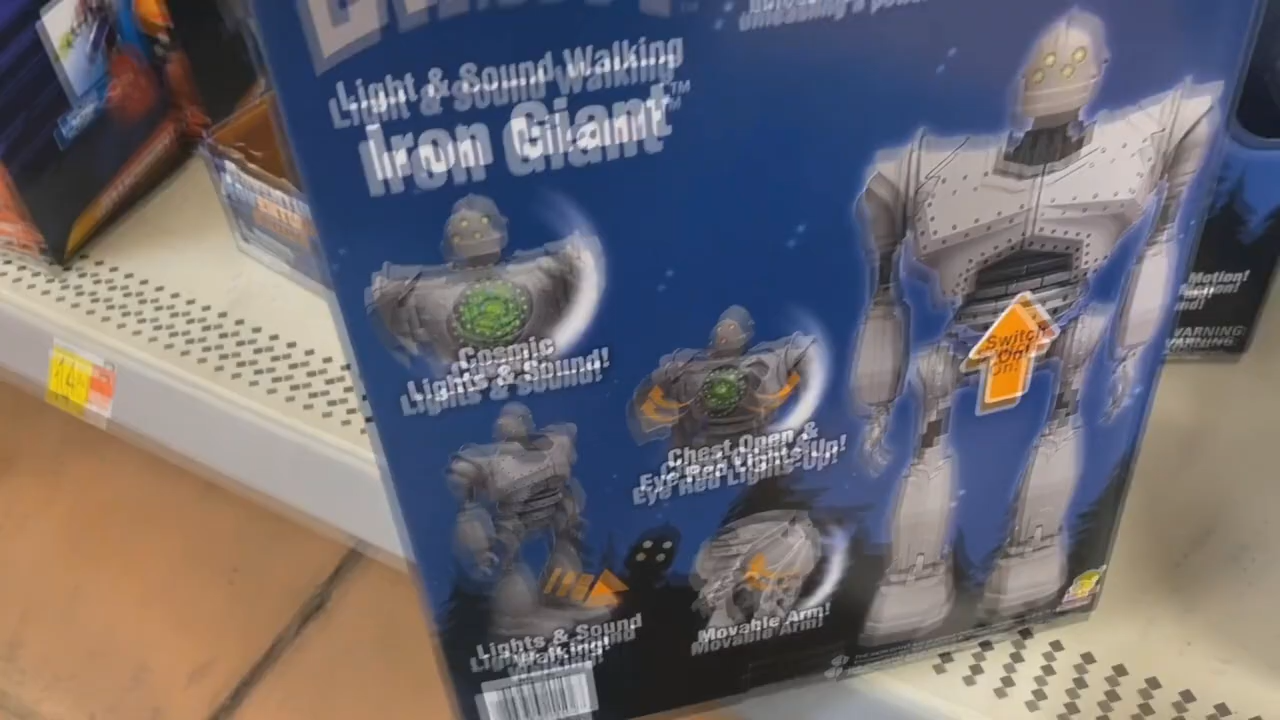 Light & Sound Walking
Iron Giant™
Cosmic
Lights & Sound!
Chest Open &
Eye Red Lights-Up!
Lights & Sound
Walking!
Movable Arm!
Switch
On!
Motion!
WARNING: